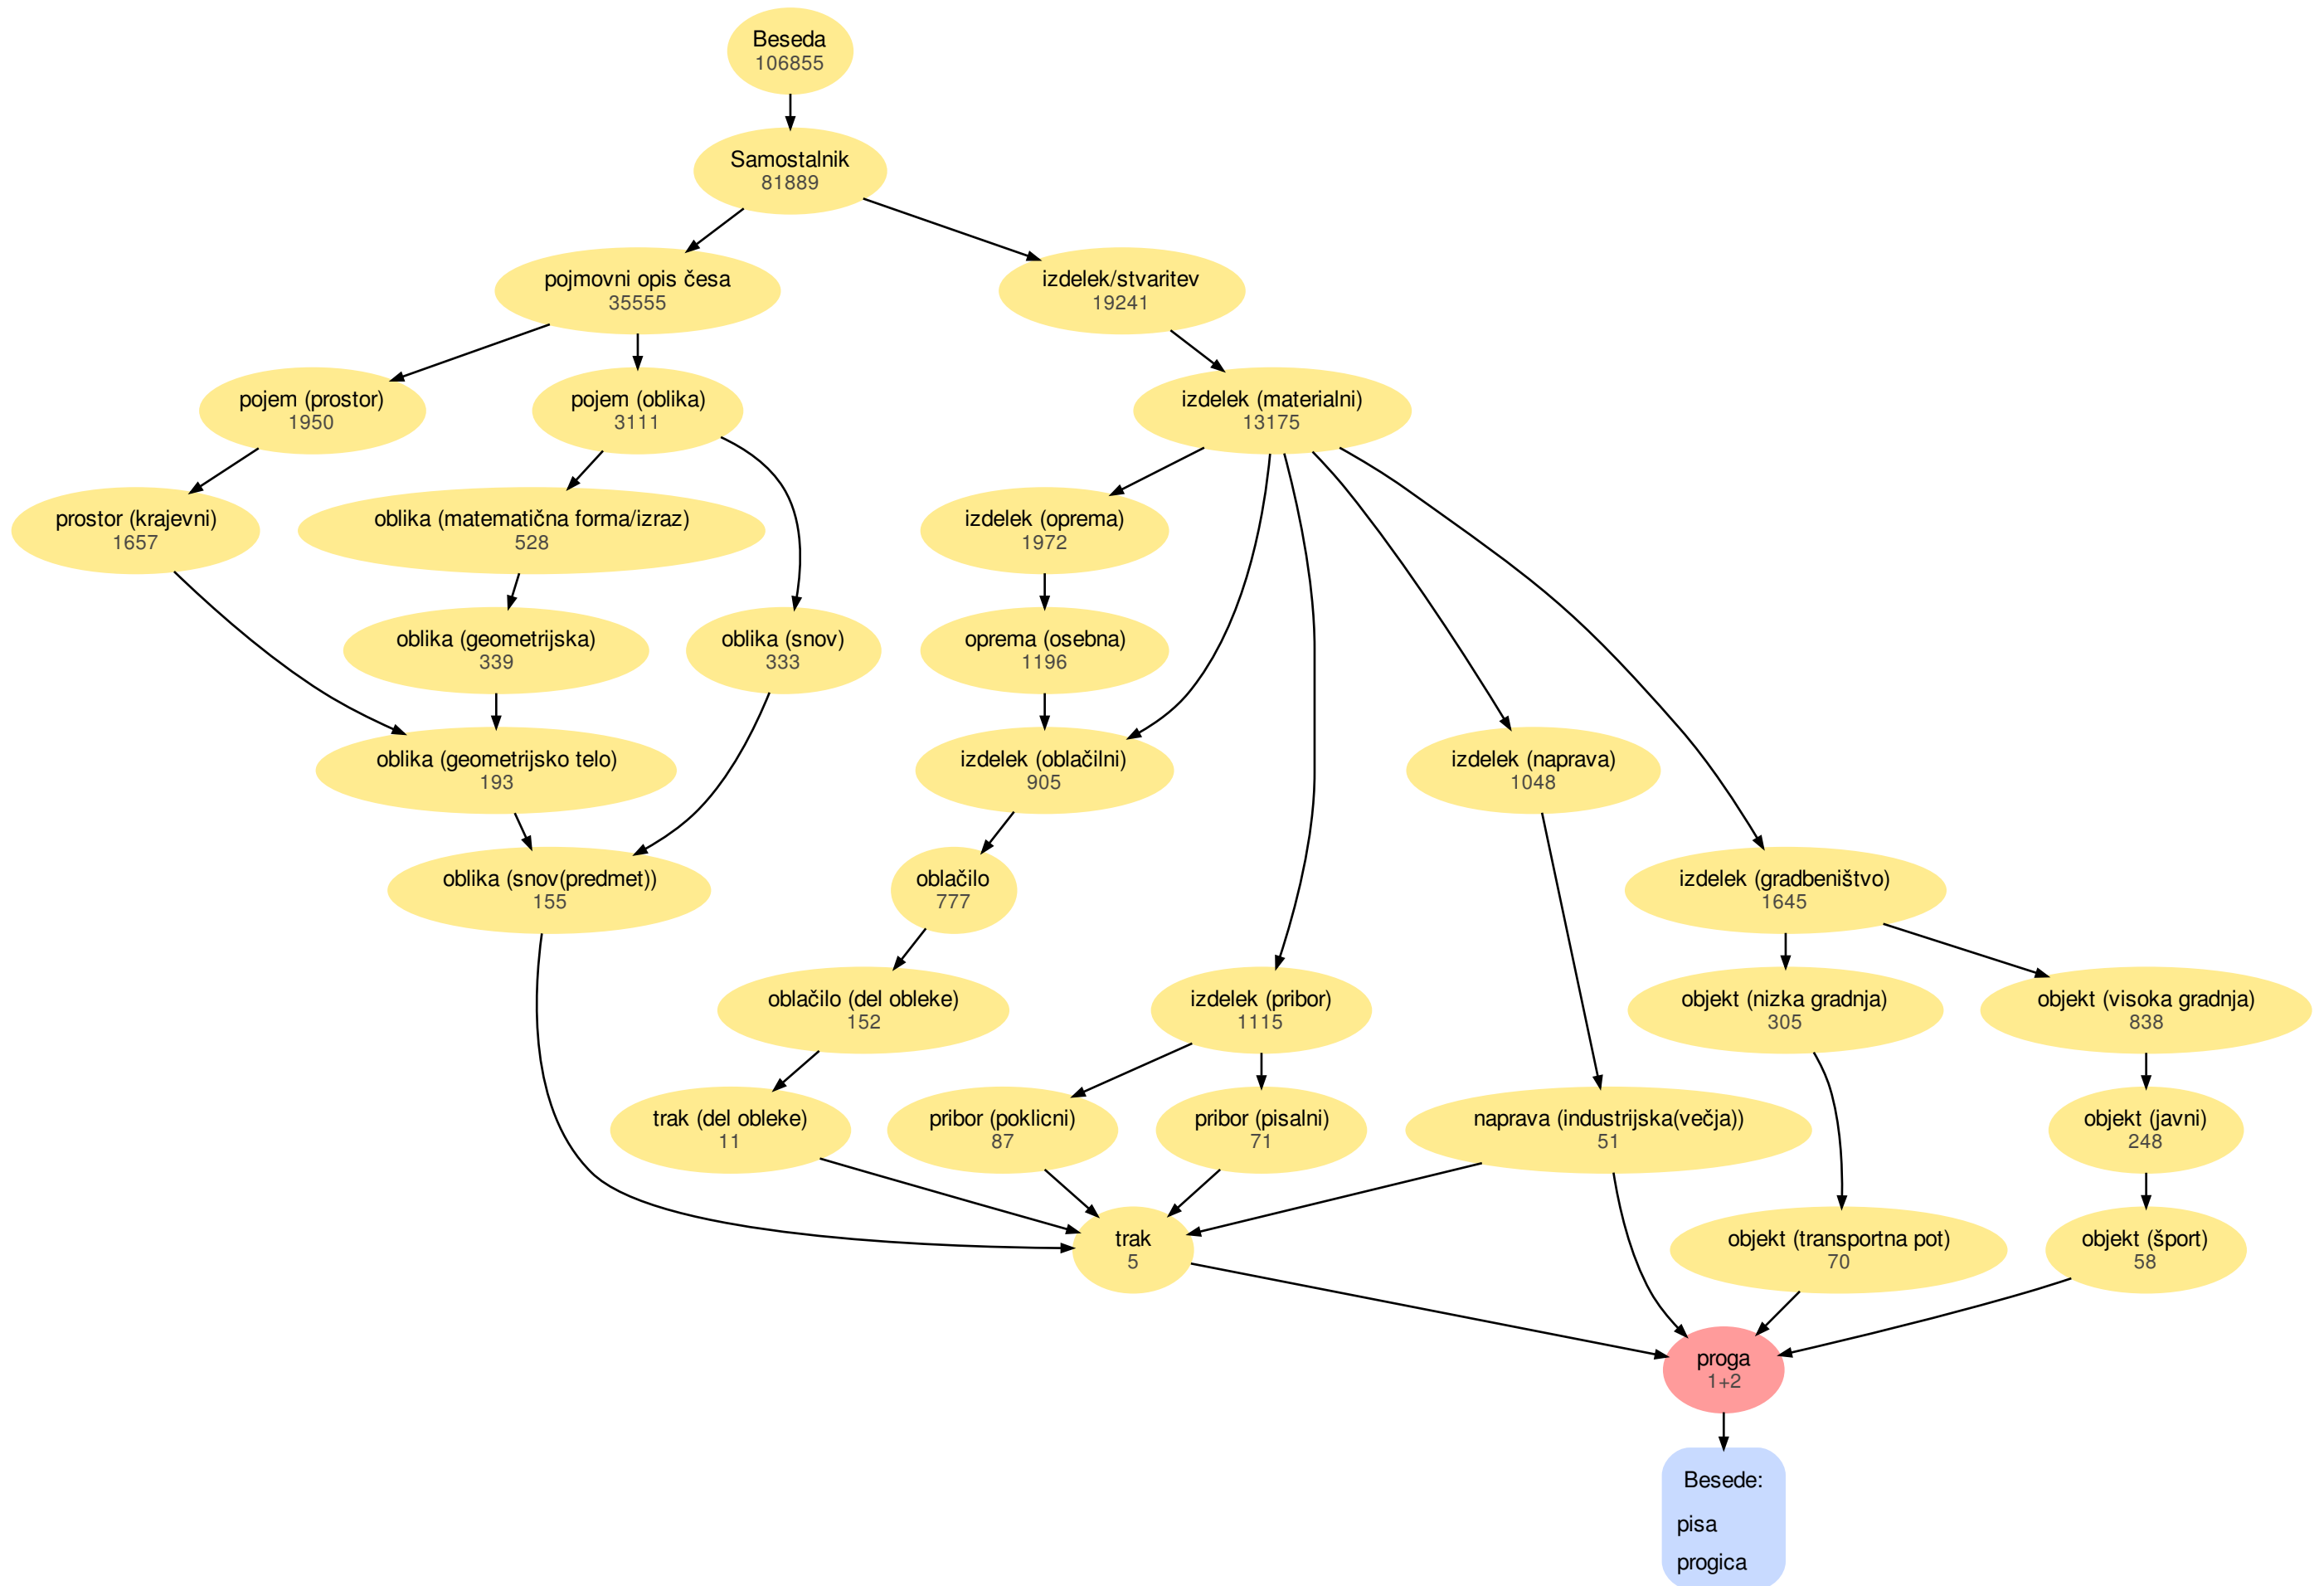 Beseda
106855
Samostalnik
81889
pojmovni opis česa
35555
izdelek/stvaritev
19241
pojem (prostor)
1950
pojem (oblika)
3111
izdelek (materialni)
13175
prostor (krajevni)
1657
oblika (matematična forma/izraz)
528
izdelek (oprema)
1972
oblika (geometrijska)
339
oblika (snov)
333
oprema (osebna)
1196
oblika (geometrijsko telo)
193
izdelek (oblačilni)
905
izdelek (naprava)
1048
oblika (snov(predmet))
155
oblačilo
777
izdelek (gradbeništvo)
1645
oblačilo (del obleke)
152
izdelek (pribor)
1115
objekt (nizka gradnja)
305
objekt (visoka gradnja)
838
trak (del obleke)
11
pribor (poklicni)
87
pribor (pisalni)
71
naprava (industrijska(večja))
51
objekt (javni)
248
trak
5
objekt (transportna pot)
70
objekt (šport)
58
proga
1+2
Besede:
pisa
progica